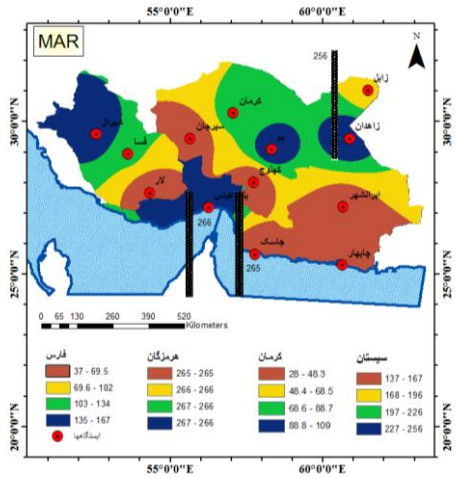 55°0'0"E
60°0'0"E
MAR
N
256
زابل
کرمان
شیراز
زاهدان
30°0'0"N
30°0'0"N
سیرجان
فسا
بم
کهنوج
لار
ایرانشهر
266
جاسک
چابهار
265
25°0'0"N
25°0'0"N
0 65 130 260 390 520
Kilometers
فارس
هرمزگان
کرمان
سیستان
37 - 69.5
265 - 265
28 - 48.3
137 - 167
69.6 - 102
266 - 266
48.4 - 68.5
168 - 196
103 - 134
267 - 266
68.6 - 88.7
197 - 226
135 - 167
267 - 266
88.8 - 109
227 - 256
ایستگاهها
20°0'0"N
20°0'0"N
55°0'0"E
60°0'0"E